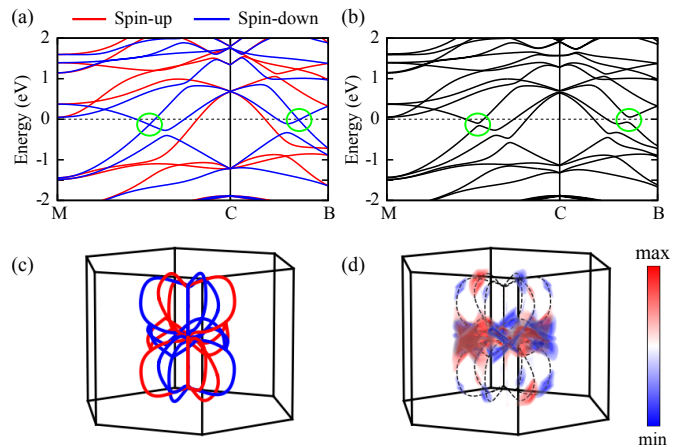 Spin-up Spin-down
(a) (b)
2 2
1 1
0 0
-1 -1
-2 -2
Energy (eV) Energy (eV)
M C B M C B
(c) (d)
max
min